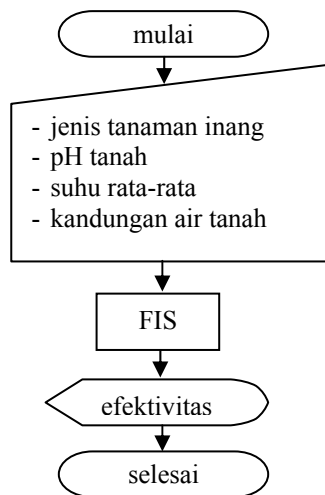 mulai
- jenis tanaman inang
- pH tanah
- suhu rata-rata
- kandungan air tanah
FIS
efektivitas
selesai